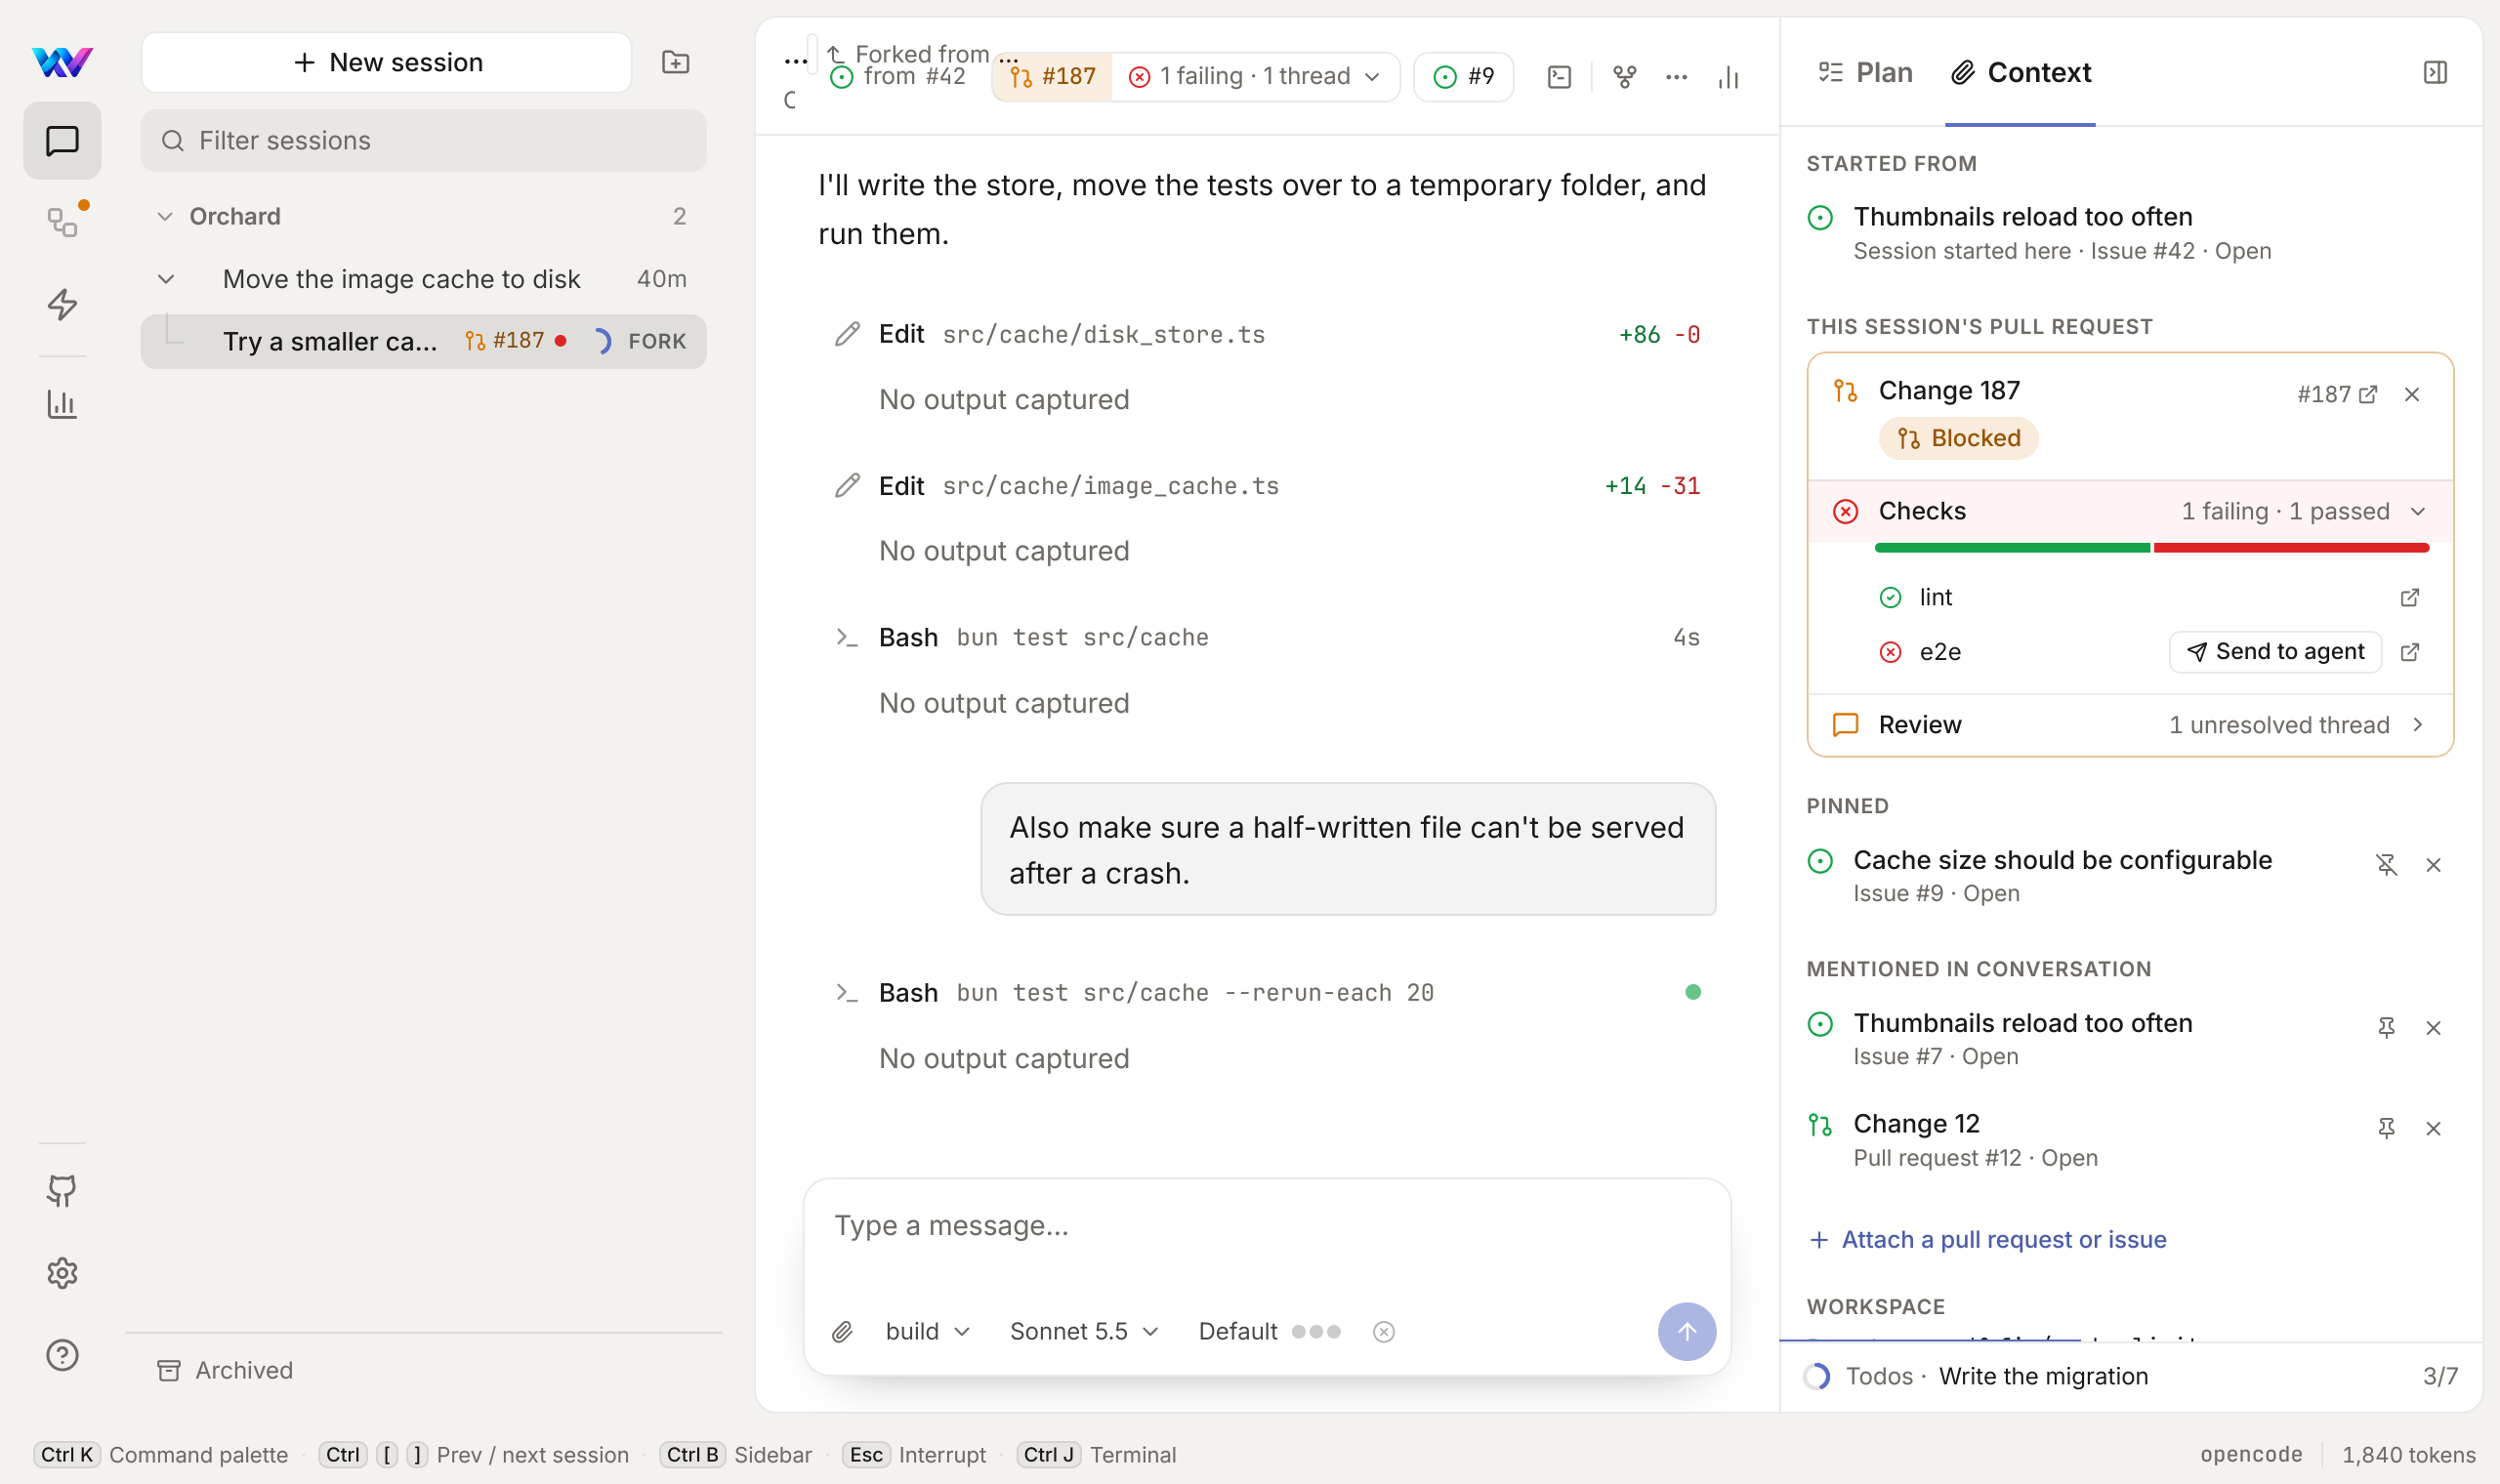 New session
Filter sessions
Orchard 2
Move the image cache to disk 40m
Try a smaller ca... #187 FORK
Archived
... Forked from ...
from #42 #187 1 failing · 1 thread #9
I'll write the store, move the tests over to a temporary folder, and
run them.
Edit src/cache/disk_store.ts +86 -0
No output captured
Edit src/cache/image_cache.ts +14 -31
No output captured
Bash bun test src/cache 4s
No output captured
Also make sure a half-written file can't be served
after a crash.
Bash bun test src/cache --rerun-each 20
No output captured
Type a message...
build Sonnet 5.5 Default
Plan Context
STARTED FROM
Thumbnails reload too often
Session started here · Issue #42 · Open
THIS SESSION'S PULL REQUEST
Change 187 #187
Blocked
Checks 1 failing · 1 passed
lint
e2e Send to agent
Review 1 unresolved thread
PINNED
Cache size should be configurable
Issue #9 · Open
MENTIONED IN CONVERSATION
Thumbnails reload too often
Issue #7 · Open
Change 12
Pull request #12 · Open
Attach a pull request or issue
WORKSPACE
Todos · Write the migration 3/7
Ctrl K Command palette · Ctrl [ ] Prev / next session · Ctrl B Sidebar · Esc Interrupt · Ctrl J Terminal
opencode 1,840 tokens